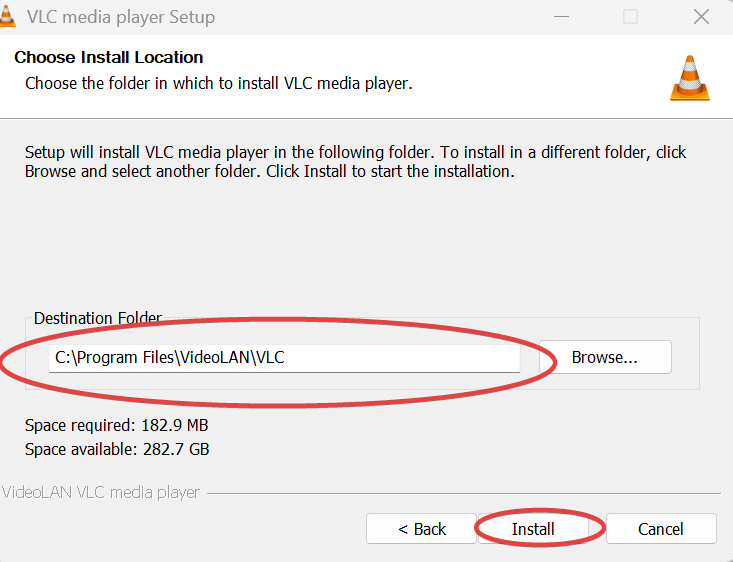 VLC media player Setup
Choose Install Location
Choose the folder in which to install VLC media player.
Setup will install VLC media player in the following folder. To install in a different folder, click
Browse and select another folder. Click Install to start the installation.
Destination Folder
C:\Program Files\VideoLAN\VLC
Browse...
Space required: 182.9 MB
Space available: 282.7 GB
VideoLAN VLC media player
< Back
Install
Cancel